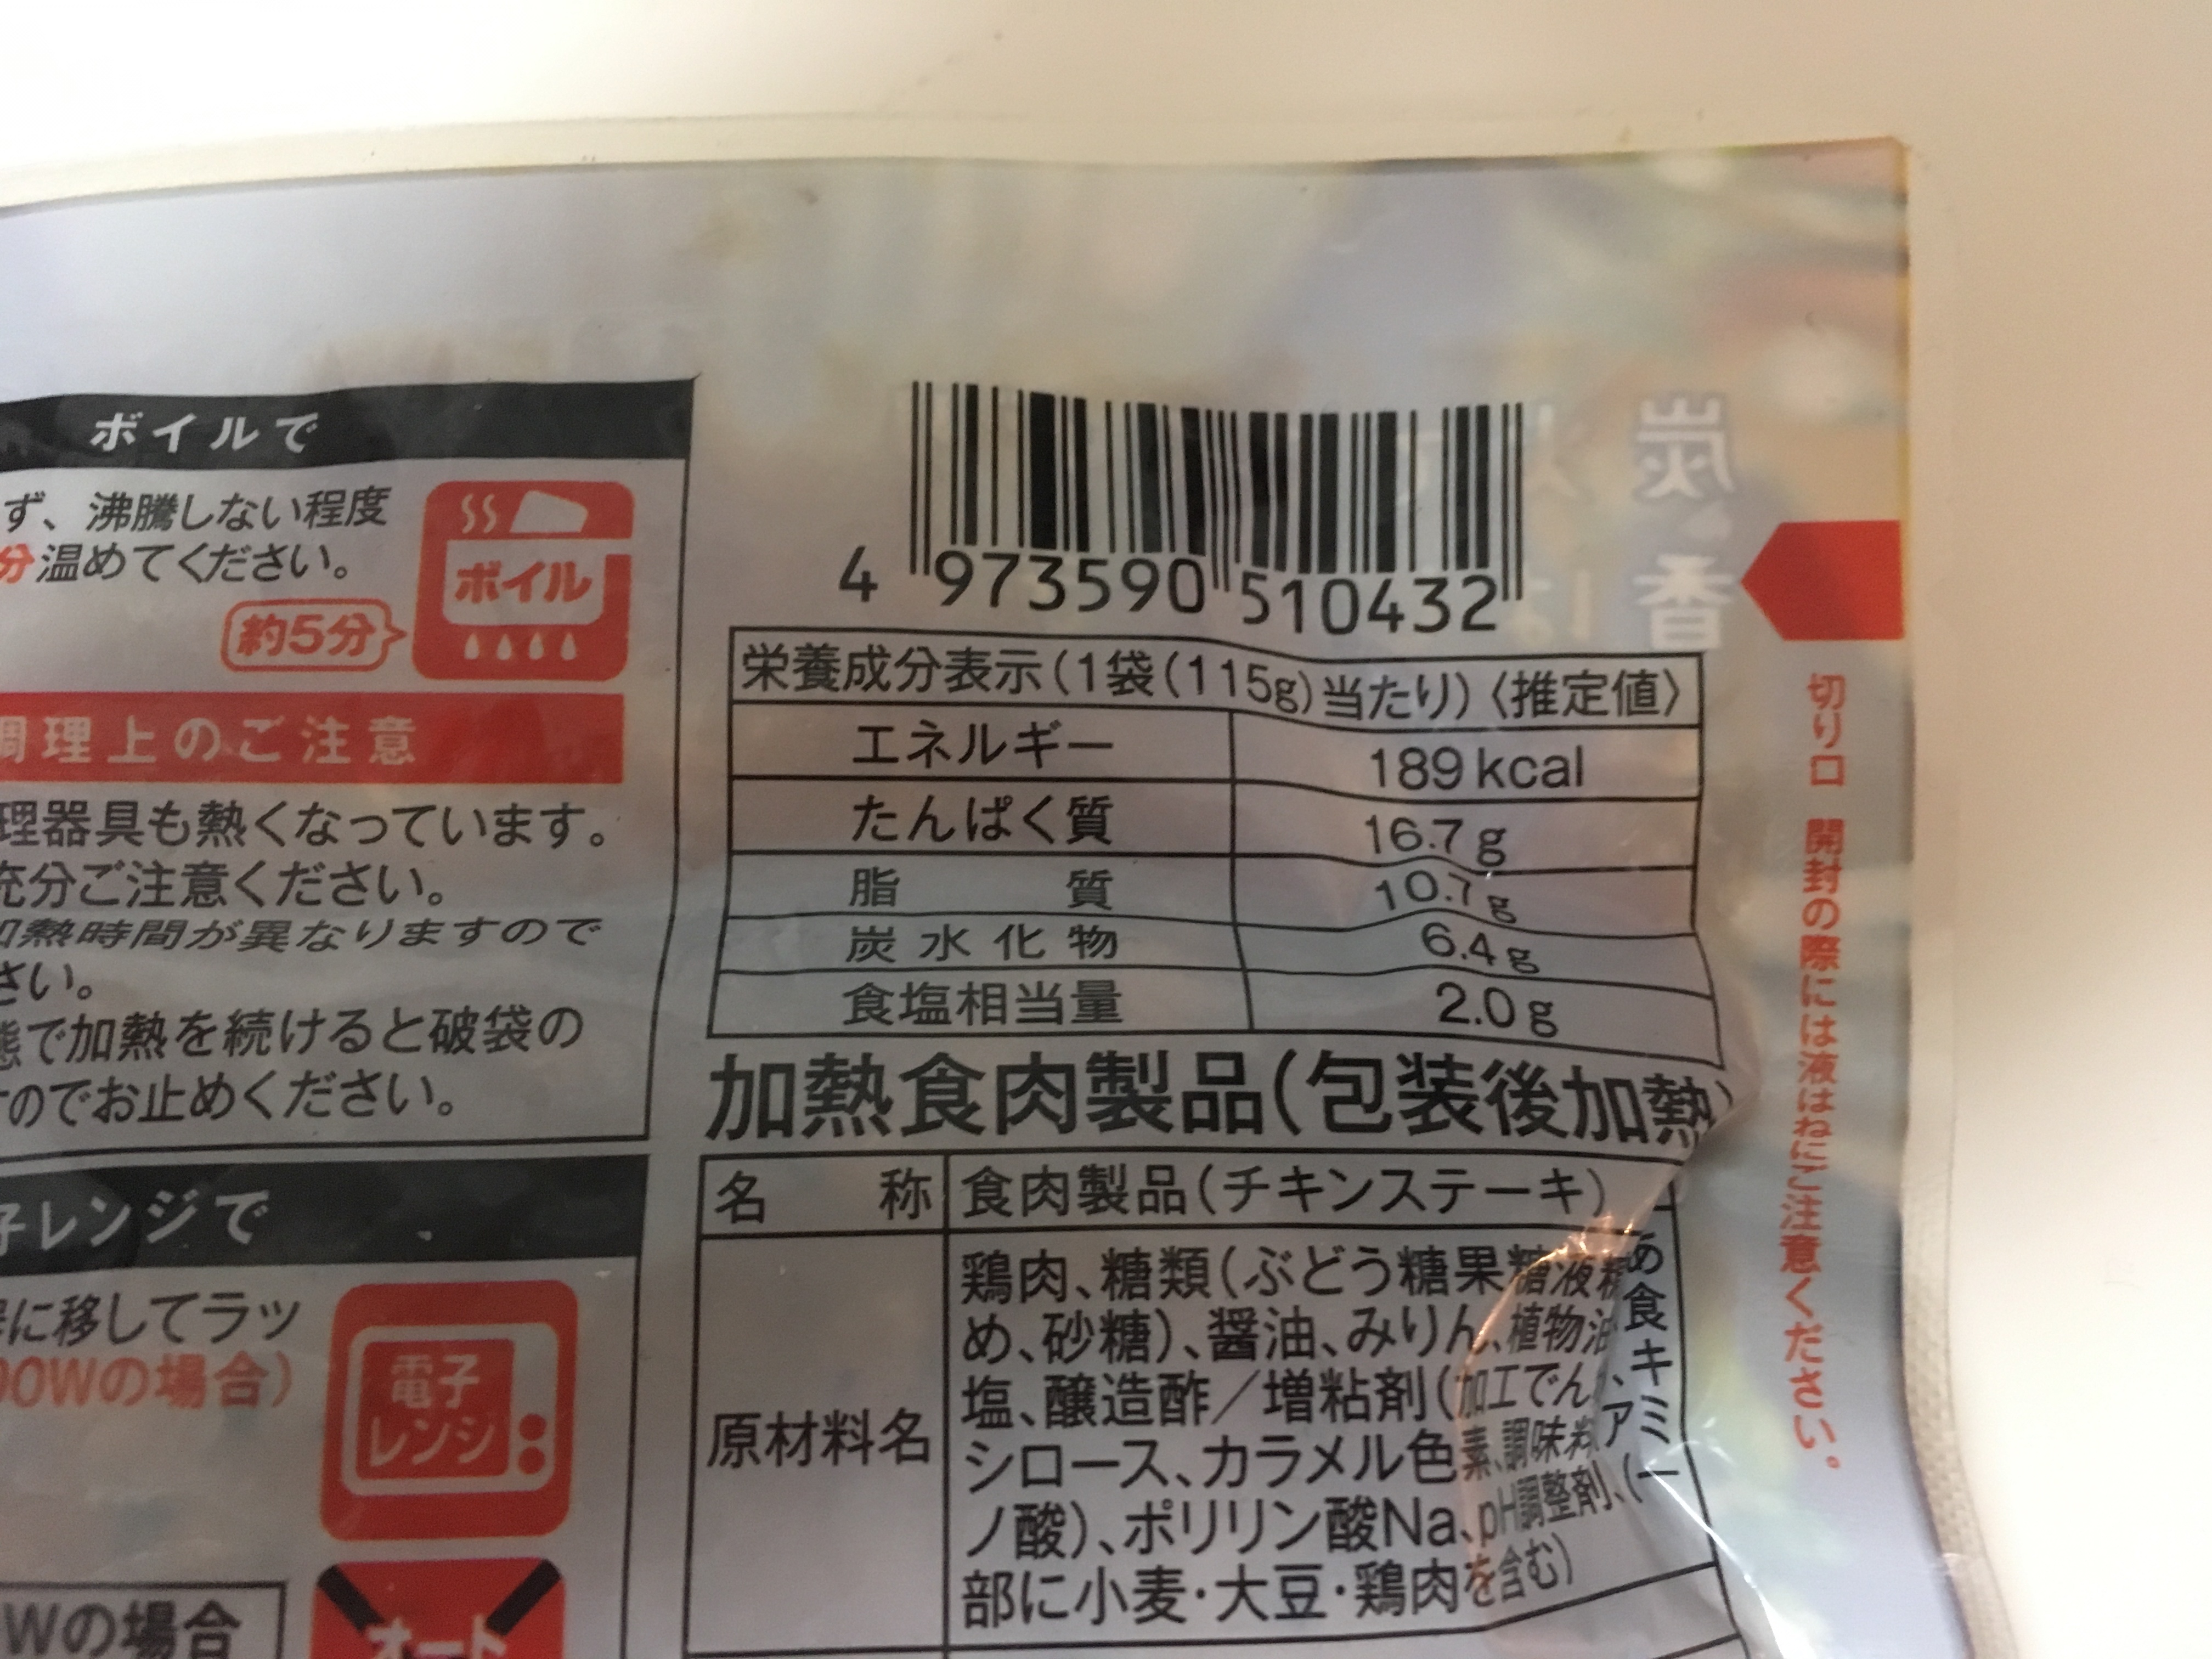 ボイルで
ず、沸騰しない程度
分温めてください。
ボイル
約5分
調理上のご注意
理器具も熱くなっています。
充分ご注意ください。
加熱時間が異なりますので
さい。
態で加熱を続けると破袋の
すのでお止めください。
子レンジで
に移してラッ
00Wの場合)
電子
レンジ
Wの場合
オート
4 973590 510432
栄養成分表示(1袋(115g)当たり)〈推定値〉
エネルギー 189kcal
たんぱく質 16.7g
脂質 10.7g
炭水化物 6.4g
食塩相当量 2.0g
加熱食肉製品(包装後加熱)
名称 食肉製品(チキンステーキ)
原材料名
鶏肉、糖類(ぶどう糖果糖液糖 あ
め、砂糖)、醤油、みりん、植物油 食
塩、醸造酢/増粘剤(加工でん、キ
シロース、カラメル色素、調味料 アミ
ノ酸)、ポリリン酸Na、pH調整剤、(一
部に小麦・大豆・鶏肉を含む)
炭
香
切り口 開封の際には液はねにご注意ください。